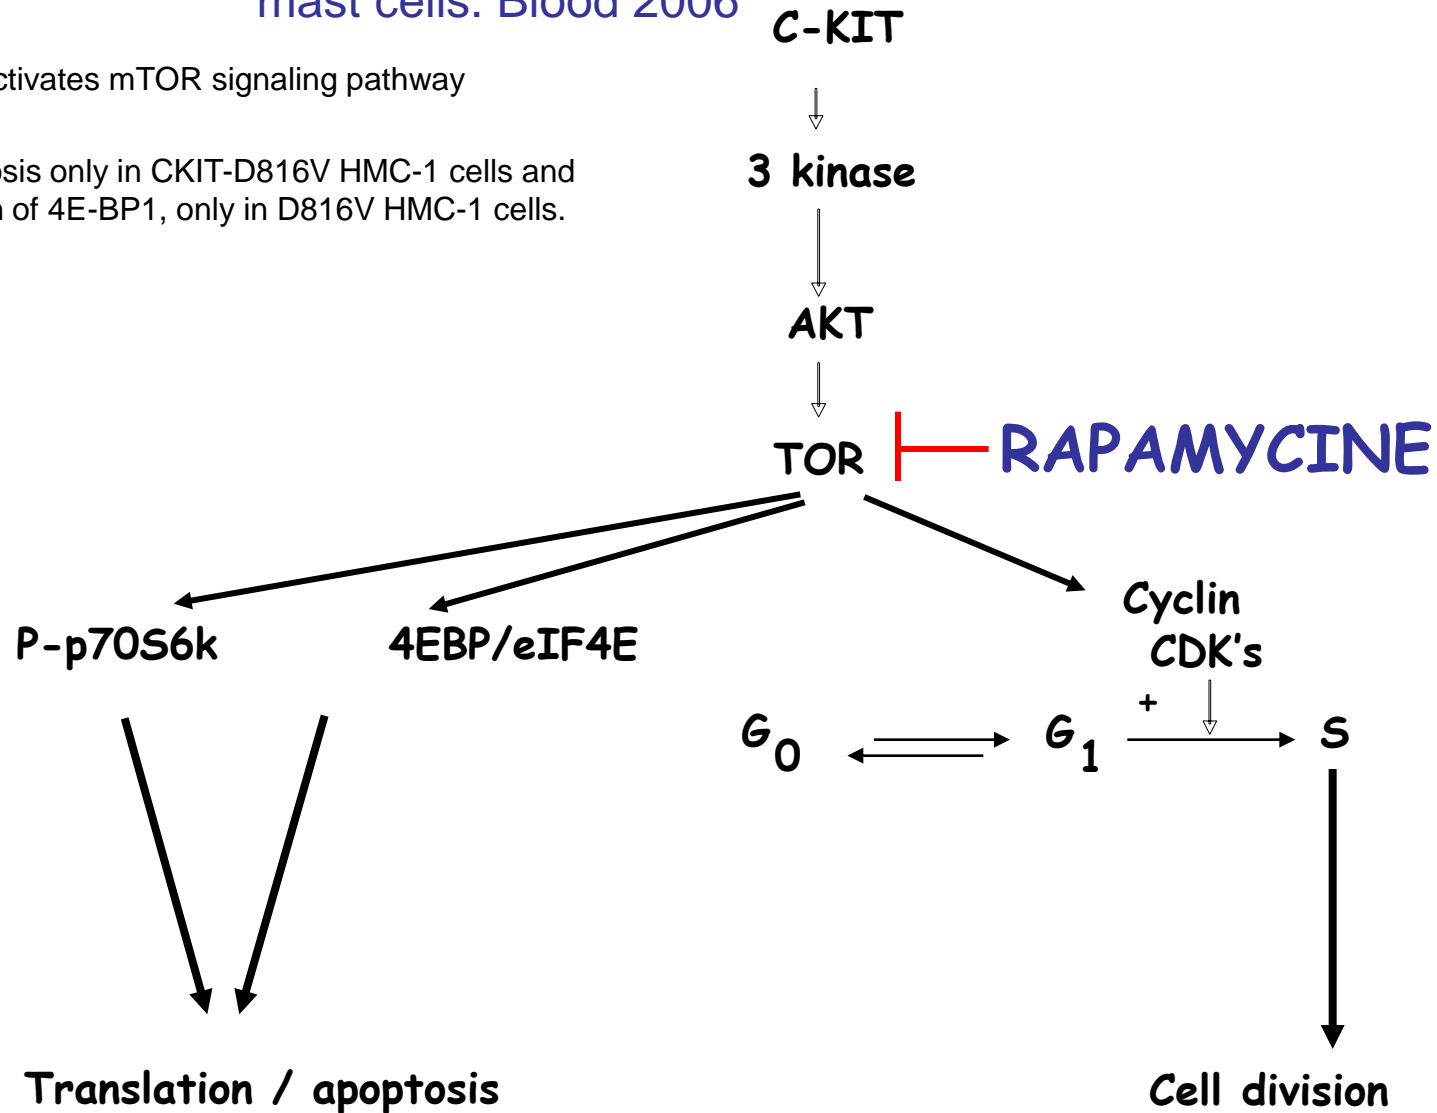 mast cells. Blood 2006
C-KIT
ctivates mTOR signaling pathway
osis only in CKIT-D816V HMC-1 cells and
n of 4E-BP1, only in D816V HMC-1 cells.
3 kinase
AKT
TOR
RAPAMYCINE
P-p70S6k
4EBP/eIF4E
Cyclin
CDK's
+
G0
G1
S
Translation / apoptosis
Cell division